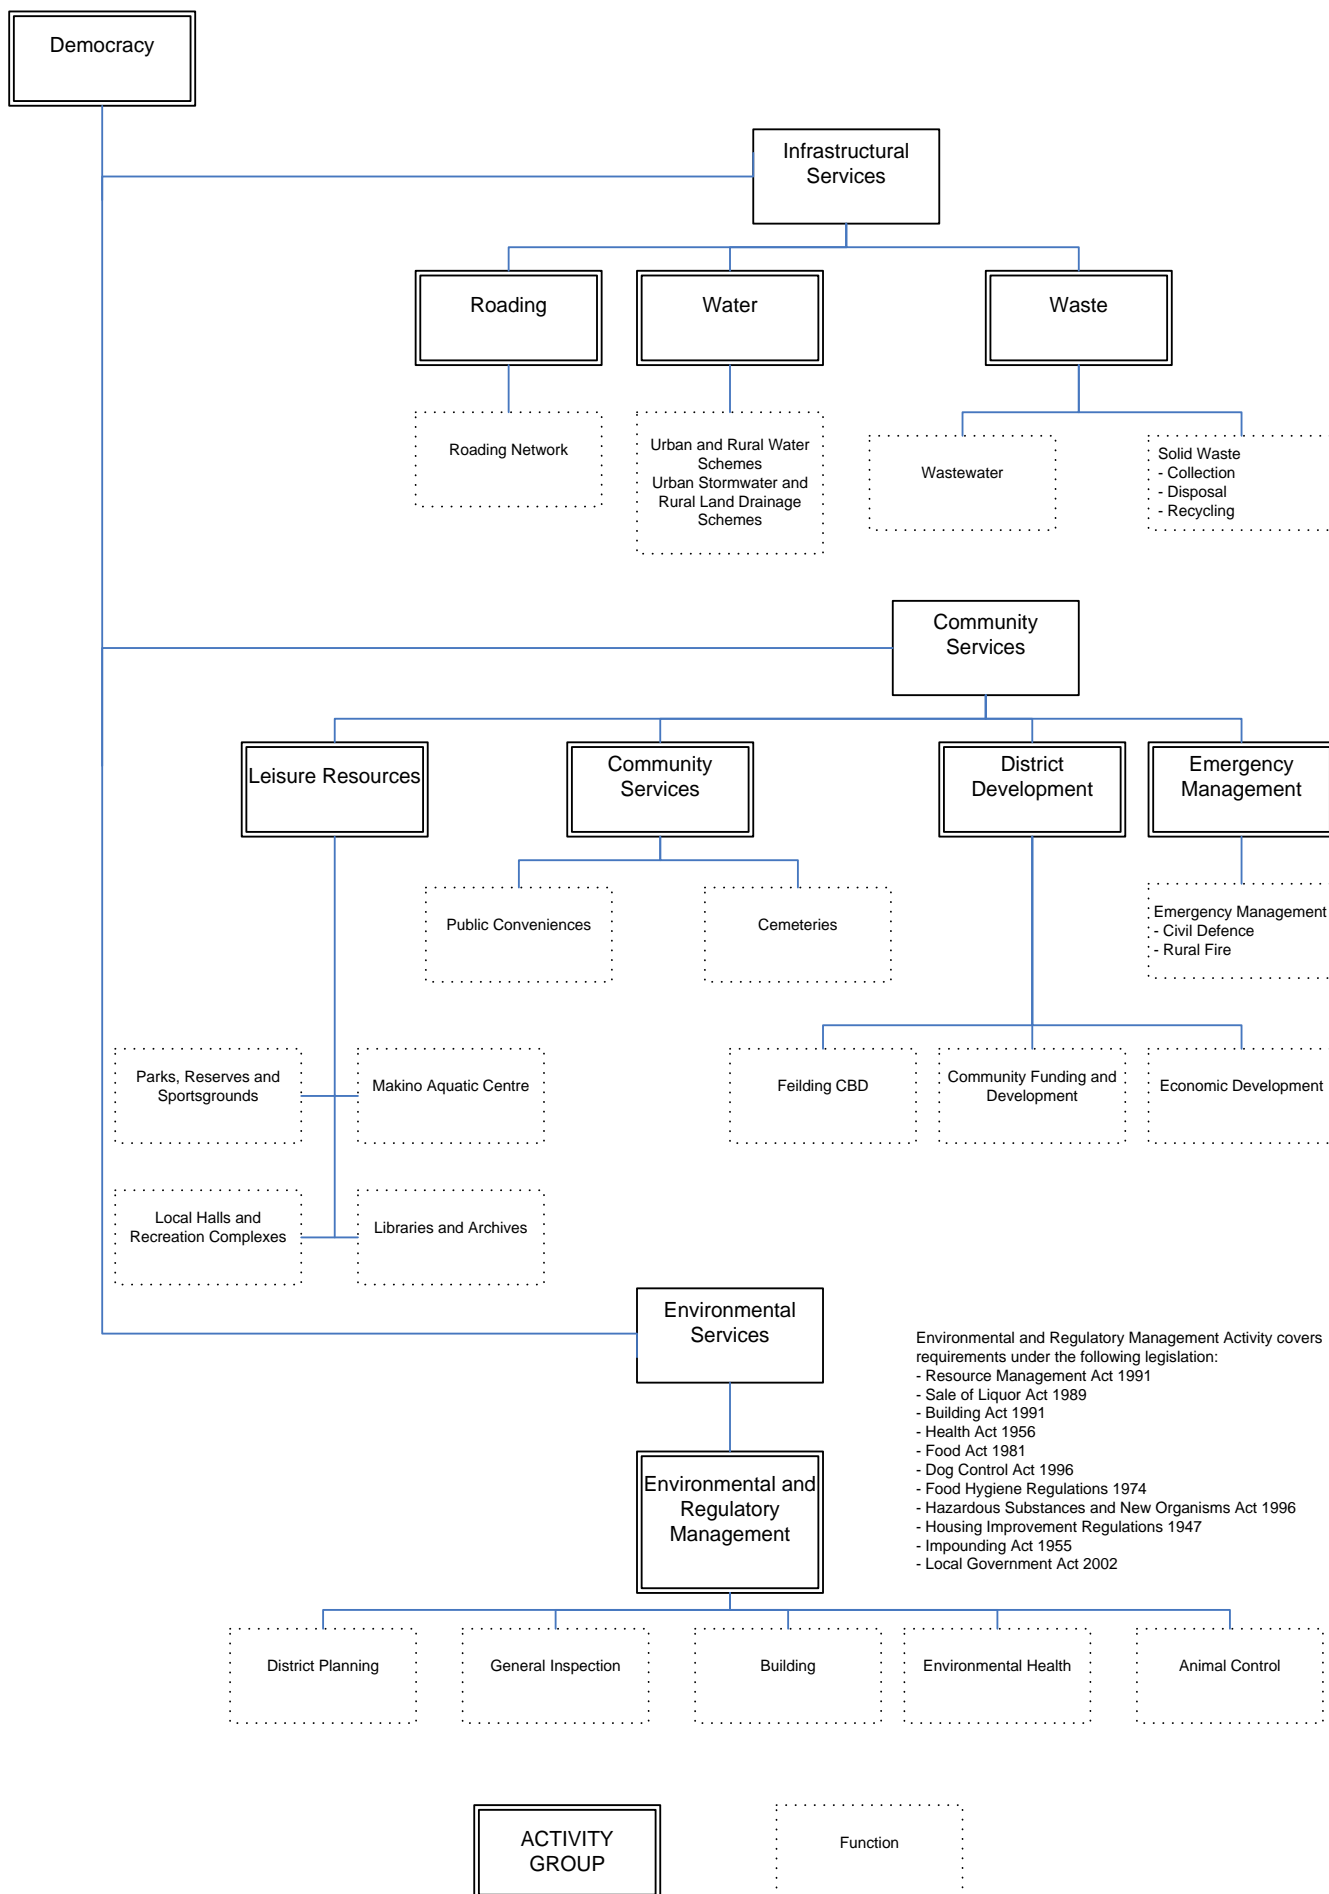 Democracy
Infrastructural
Services
Roading
Water
Waste
Roading Network
Urban and Rural Water
Schemes
Urban Stormwater and
Rural Land Drainage
Schemes
Wastewater
Solid Waste
- Collection
- Disposal
- Recycling
Community
Services
Leisure Resources
Community
Services
District
Development
Emergency
Management
Public Conveniences
Cemeteries
Emergency Management
- Civil Defence
- Rural Fire
Parks, Reserves and
Sportsgrounds
Makino Aquatic Centre
Feilding CBD
Community Funding and
Development
Economic Development
Local Halls and
Recreation Complexes
Libraries and Archives
Environmental
Services
Environmental and Regulatory Management Activity covers
requirements under the following legislation:
- Resource Management Act 1991
- Sale of Liquor Act 1989
- Building Act 1991
- Health Act 1956
- Food Act 1981
- Dog Control Act 1996
- Food Hygiene Regulations 1974
- Hazardous Substances and New Organisms Act 1996
- Housing Improvement Regulations 1947
- Impounding Act 1955
- Local Government Act 2002
Environmental and
Regulatory
Management
District Planning
General Inspection
Building
Environmental Health
Animal Control
ACTIVITY
GROUP
Function